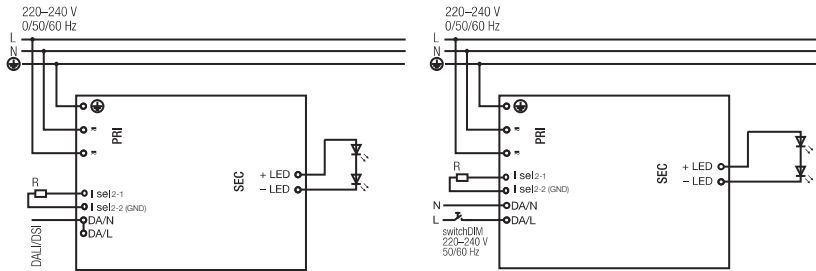 220–240 V
0/50/60 Hz
L
N
PRI
≈
≈
R
I sel2-1
I sel2-2 (GND)
DA/N
DA/L
DALI/DSI
SEC
+ LED
– LED
220–240 V
0/50/60 Hz
L
N
PRI
≈
≈
R
I sel2-1
I sel2-2 (GND)
N
DA/N
L
DA/L
switchDIM
220–240 V
50/60 Hz
SEC
+ LED
– LED